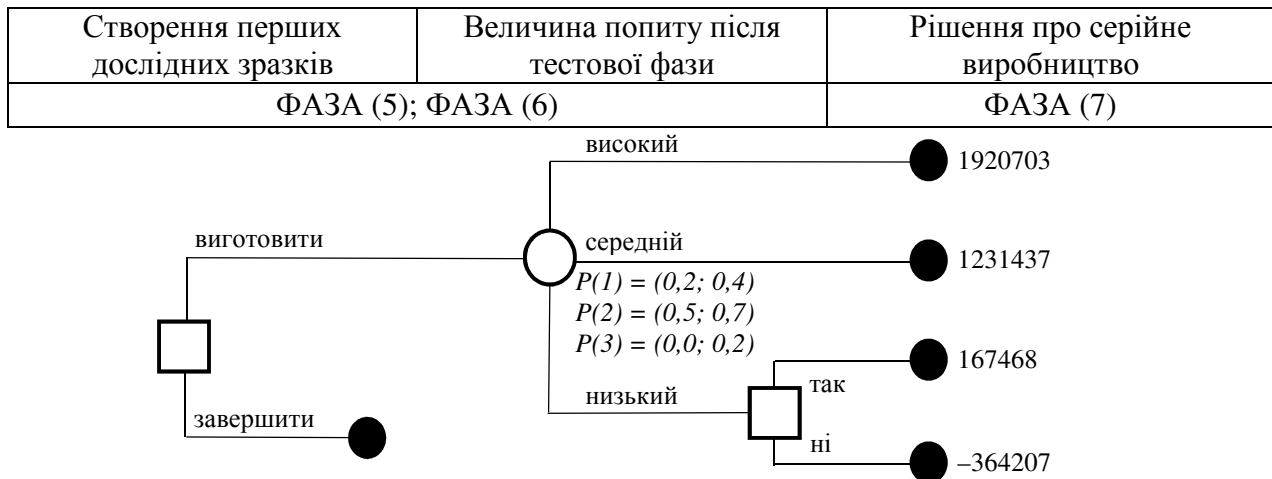 Створення перших
дослідних зразків
Величина попиту після
тестової фази
Рішення про серійне
виробництво
ФАЗА (5); ФАЗА (6)
ФАЗА (7)
високий
1920703
виготовити
середній
1231437
P(1) = (0,2; 0,4)
P(2) = (0,5; 0,7)
P(3) = (0,0; 0,2)
167468
так
низький
завершити
ні
–364207